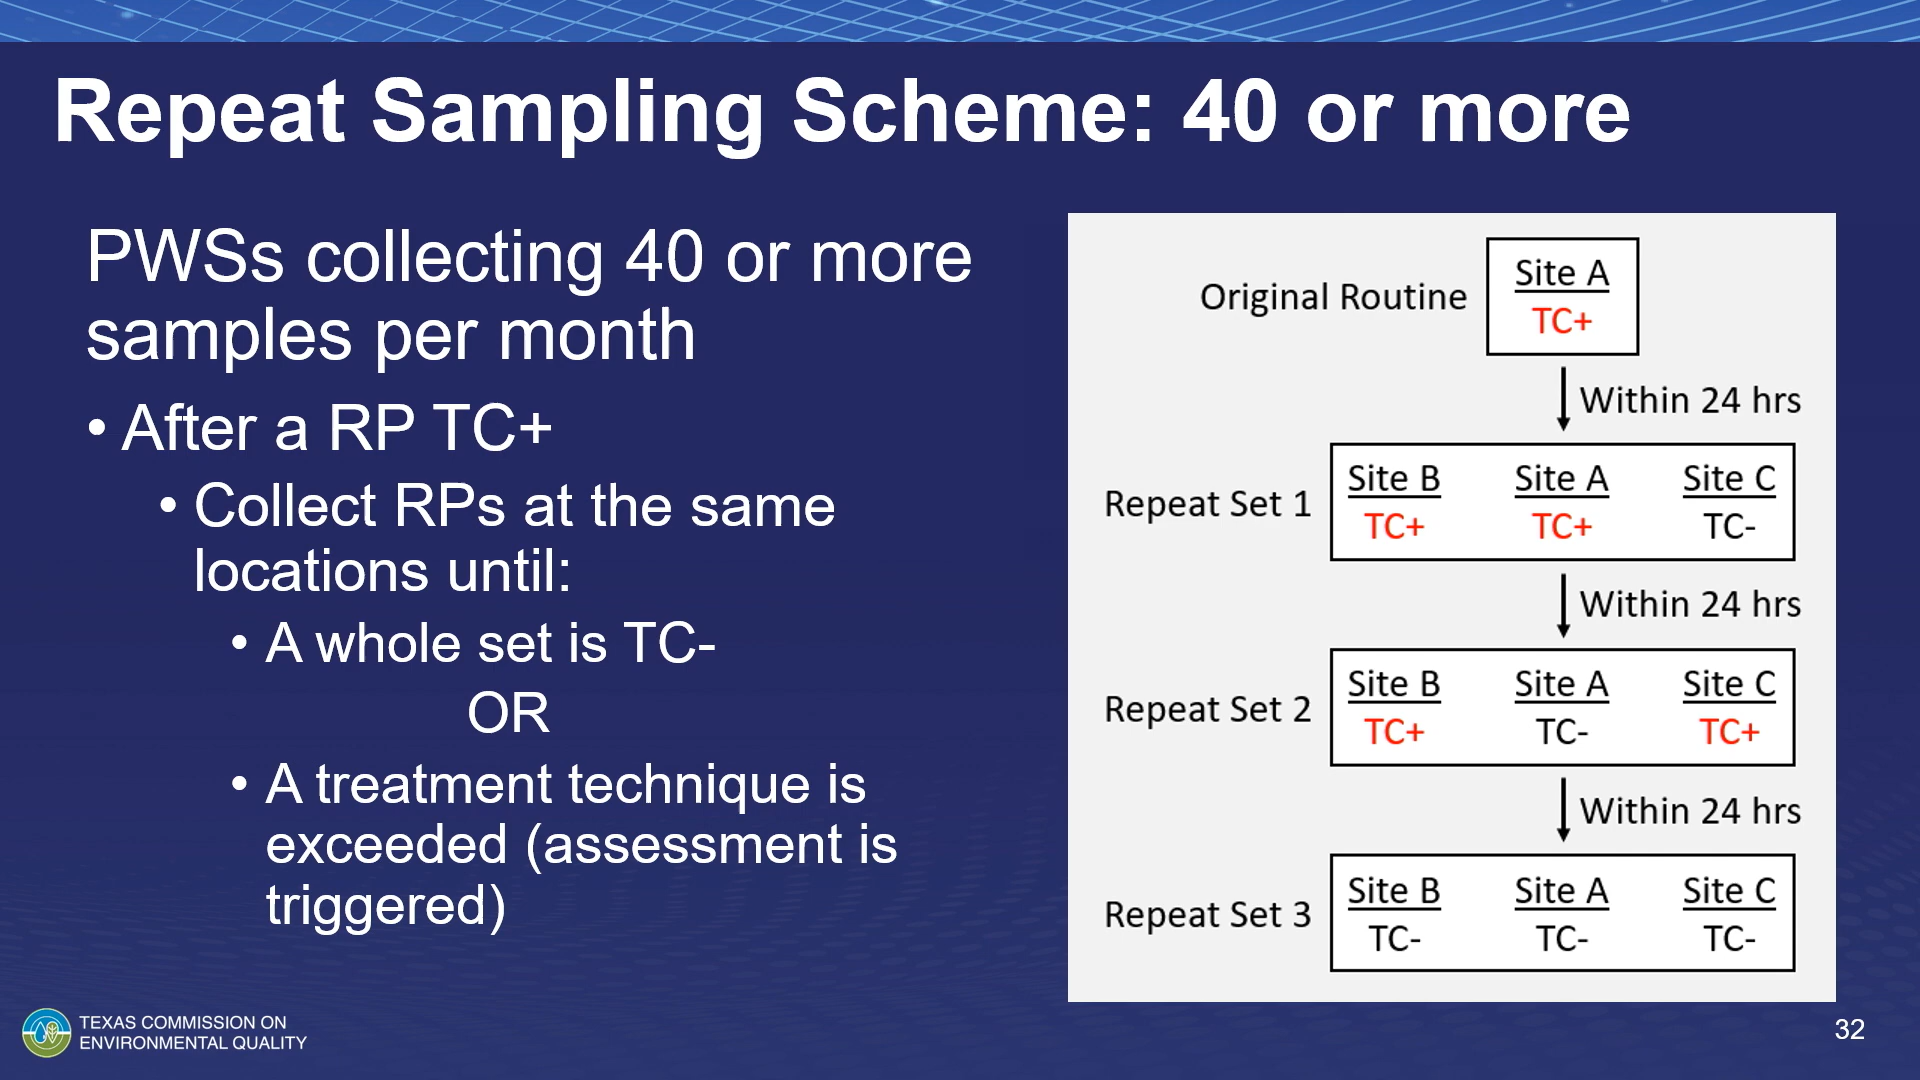 Repeat Sampling Scheme: 40 or more
PWSs collecting 40 or more
samples per month
• After a RP TC+
• Collect RPs at the same
locations until:
• A whole set is TC-
OR
• A treatment technique is
exceeded (assessment is
triggered)
Original Routine
Site A
TC+
Within 24 hrs
Repeat Set 1
Site B Site A Site C
TC+ TC+ TC-
Within 24 hrs
Repeat Set 2
Site B Site A Site C
TC+ TC- TC+
Within 24 hrs
Repeat Set 3
Site B Site A Site C
TC- TC- TC-
TEXAS COMMISSION ON
ENVIRONMENTAL QUALITY
32